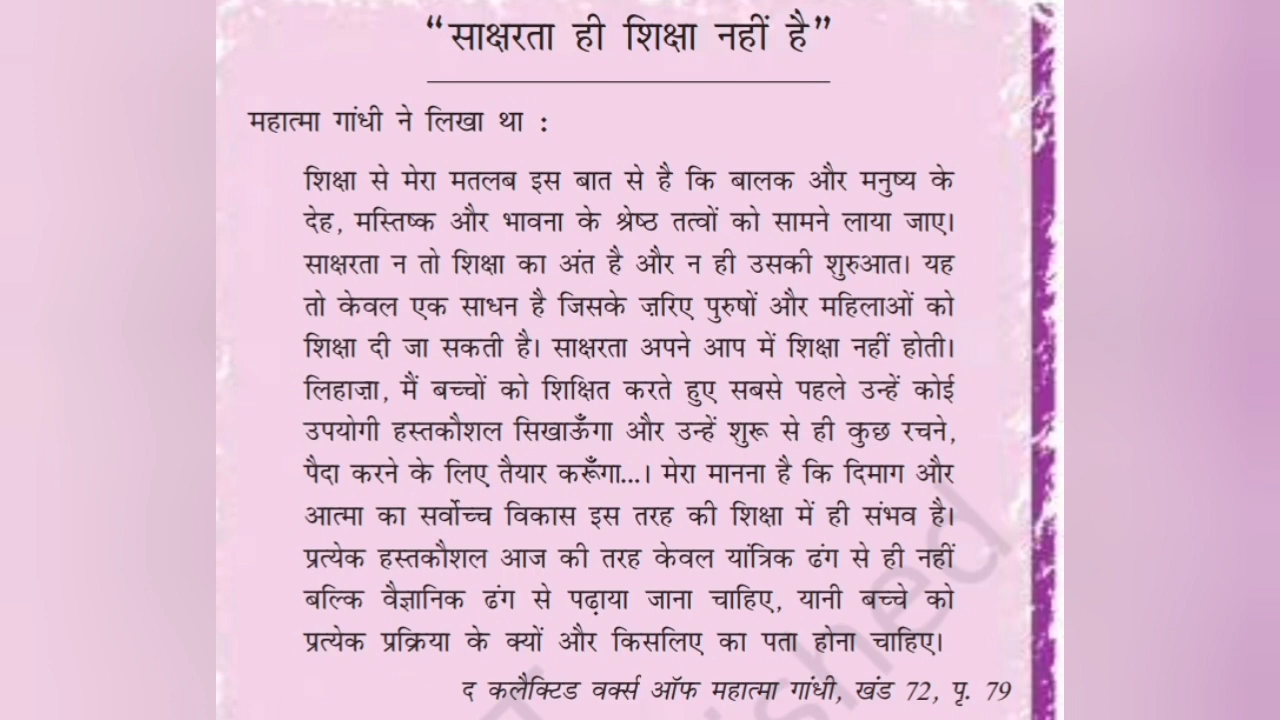 “साक्षरता ही शिक्षा नहीं है”
महात्मा गांधी ने लिखा था :
शिक्षा से मेरा मतलब इस बात से है कि बालक और मनुष्य के
देह, मस्तिष्क और भावना के श्रेष्ठ तत्वों को सामने लाया जाए।
साक्षरता न तो शिक्षा का अंत है और न ही उसकी शुरुआत। यह
तो केवल एक साधन है जिसके ज़रिए पुरुषों और महिलाओं को
शिक्षा दी जा सकती है। साक्षरता अपने आप में शिक्षा नहीं होती।
लिहाज़ा, मैं बच्चों को शिक्षित करते हुए सबसे पहले उन्हें कोई
उपयोगी हस्तकौशल सिखाऊँगा और उन्हें शुरू से ही कुछ रचने,
पैदा करने के लिए तैयार करूँगा...। मेरा मानना है कि दिमाग और
आत्मा का सर्वोच्च विकास इस तरह की शिक्षा में ही संभव है।
प्रत्येक हस्तकौशल आज की तरह केवल यांत्रिक ढंग से ही नहीं
बल्कि वैज्ञानिक ढंग से पढ़ाया जाना चाहिए, यानी बच्चे को
प्रत्येक प्रक्रिया के क्यों और किसलिए का पता होना चाहिए।
द कलैक्टिड वर्क्स ऑफ महात्मा गांधी, खंड 72, पृ. 79